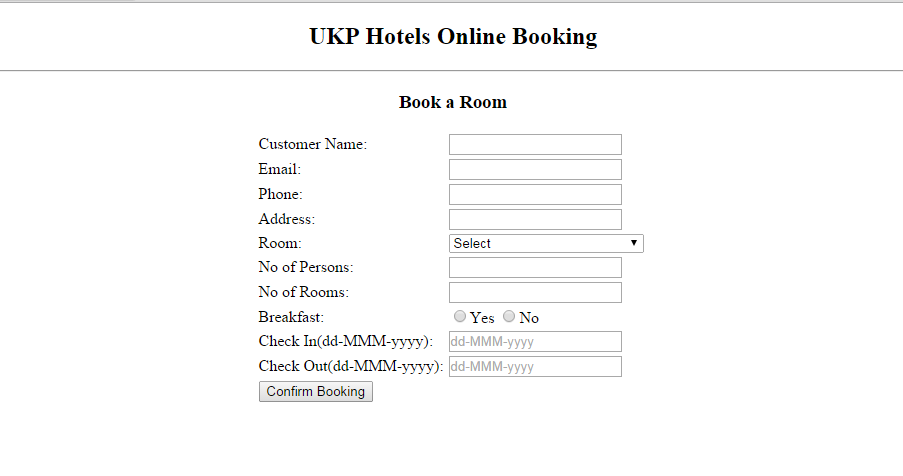 UKP Hotels Online Booking
Book a Room
Customer Name:
Email:
Phone:
Address:
Room: Select
No of Persons:
No of Rooms:
Breakfast: Yes No
Check In(dd-MMM-yyyy): dd-MMM-yyyy
Check Out(dd-MMM-yyyy): dd-MMM-yyyy
Confirm Booking